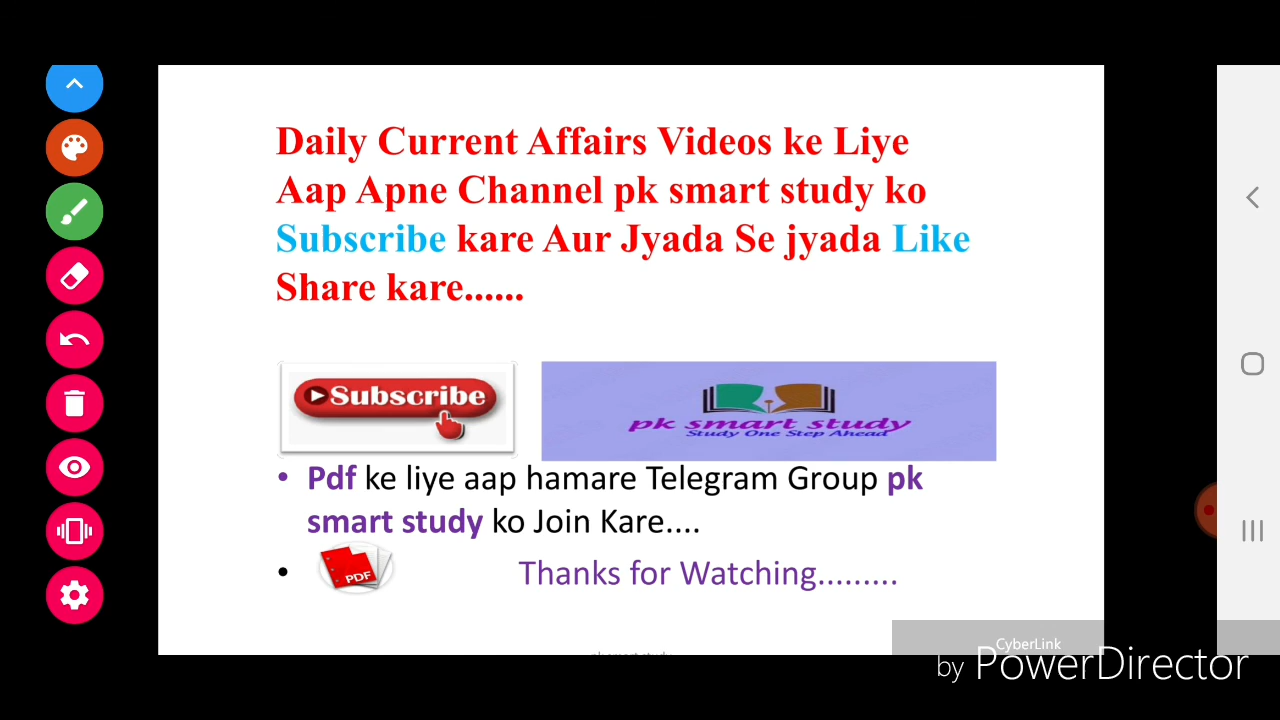 Daily Current Affairs Videos ke Liye
Aap Apne Channel pk smart study ko
Subscribe kare Aur Jyada Se jyada Like
Share kare......
Subscribe
pk smart study
Study One Step Ahead
• Pdf ke liye aap hamare Telegram Group pk
smart study ko Join Kare....
• PDF Thanks for Watching.........
CyberLink
by PowerDirector